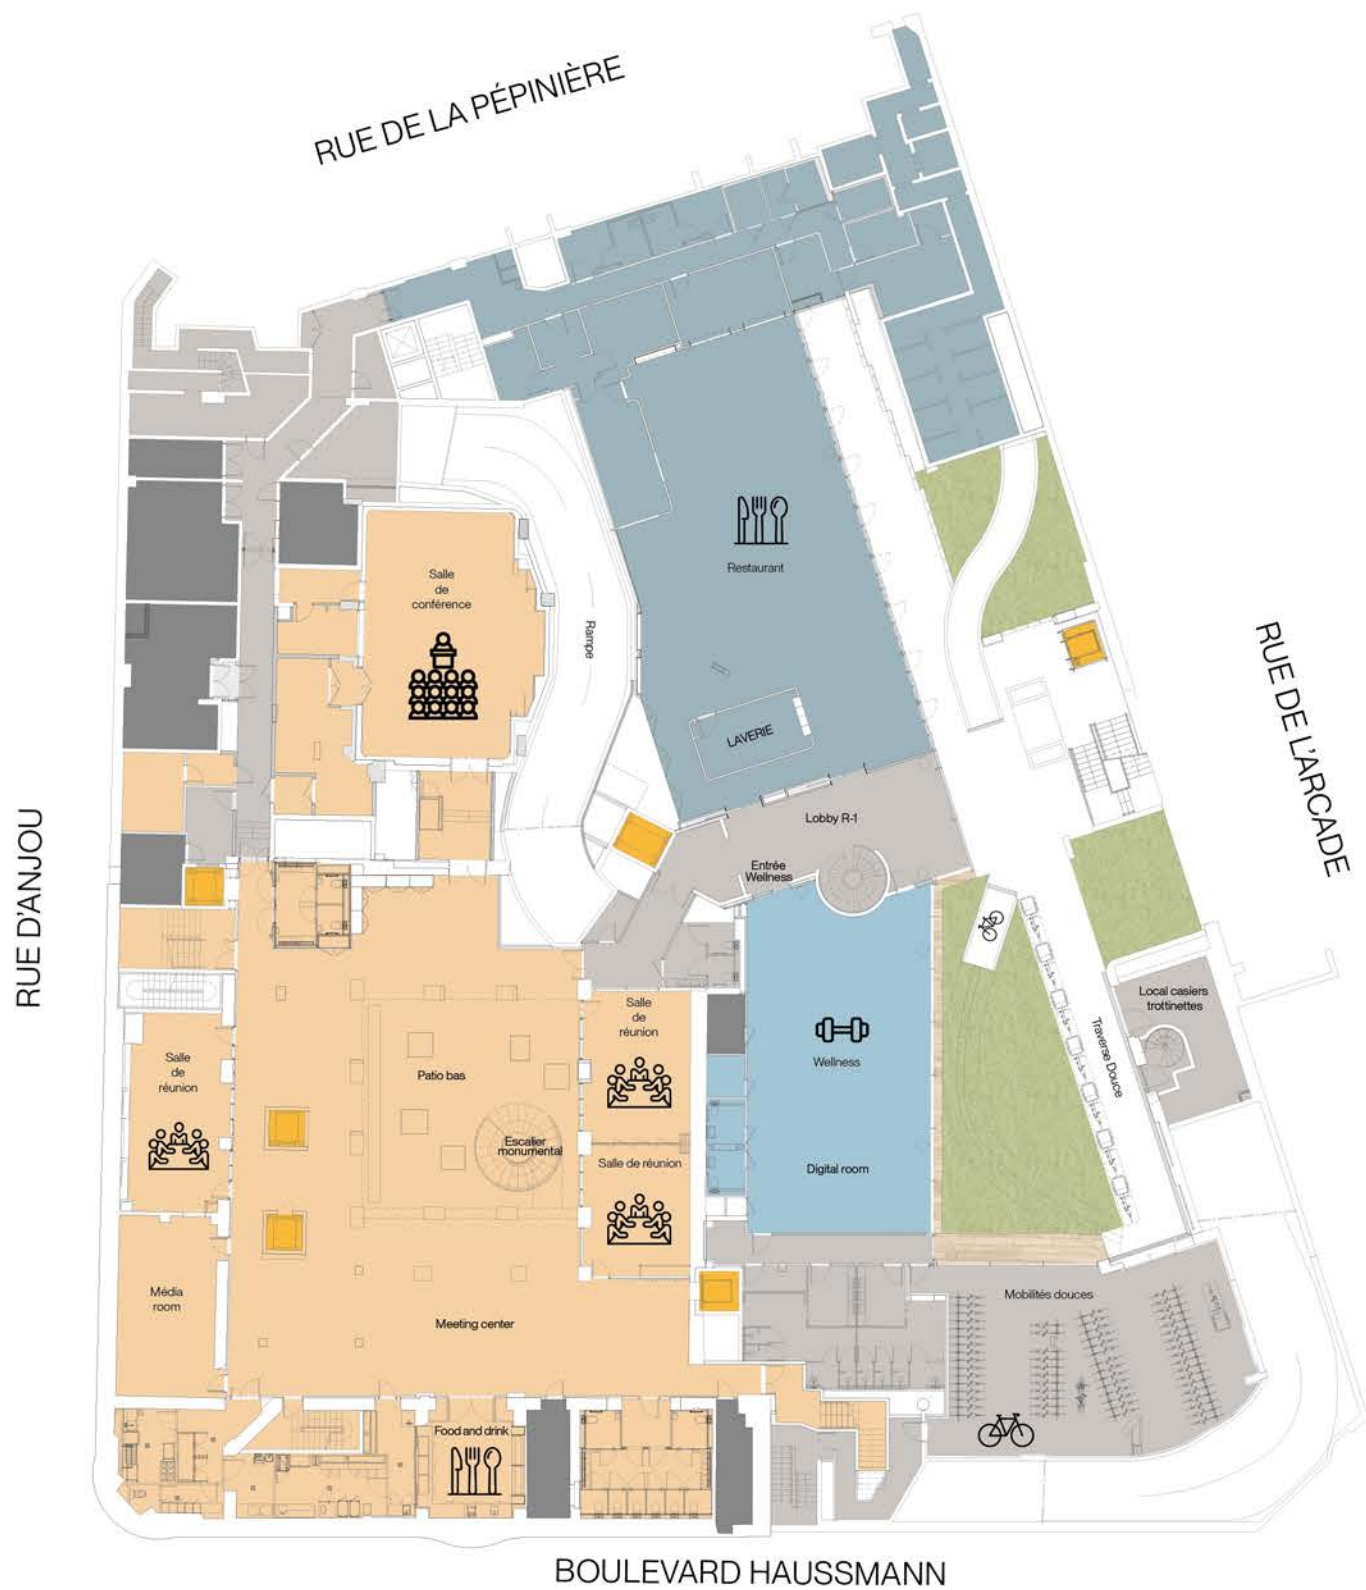 RUE DE LA PÉPINIÈRE
Restaurant
Salle
de
conférence
Rampe
LAVERIE
RUE DE L'ARCADE
Lobby R-1
Entrée
Wellness
RUE D'ANJOU
Local casiers
trottinettes
Salle
de
réunion
Traverse Douce
Salle
de
réunion
Patio bas
Wellness
Escalier
monumental
Salle de réunion
Digital room
Média
room
Mobilités douces
Meeting center
Food and drink
BOULEVARD HAUSSMANN